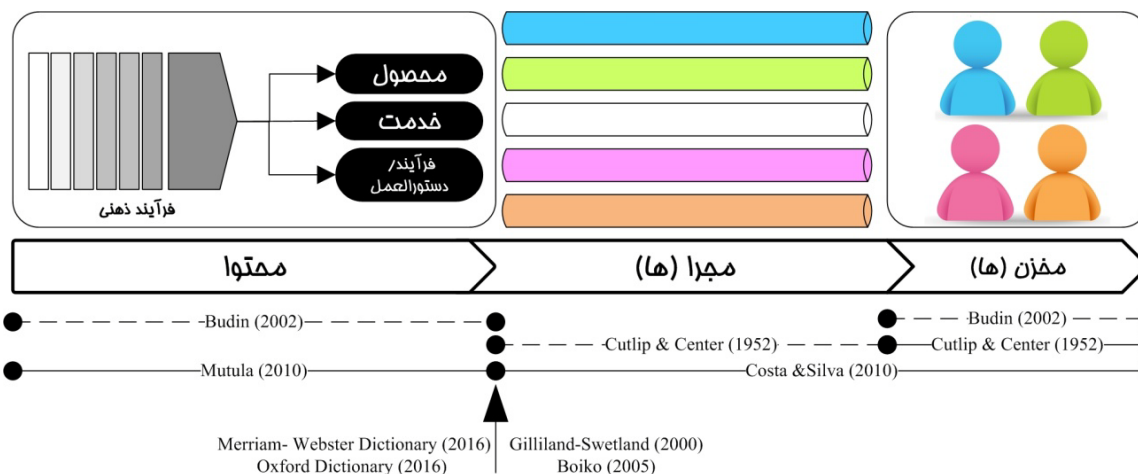 محصول
خدمت
فرآیند/
دستورالعمل
فرآیند ذهنی
محتوا
مجرا (ها)
مخزن (ها)
Budin (2002)
Budin (2002)
Cutlip & Center (1952)
Cutlip & Center (1952)
Mutula (2010)
Costa &Silva (2010)
Merriam- Webster Dictionary (2016)
Gilliland-Swetland (2000)
Oxford Dictionary (2016)
Boiko (2005)